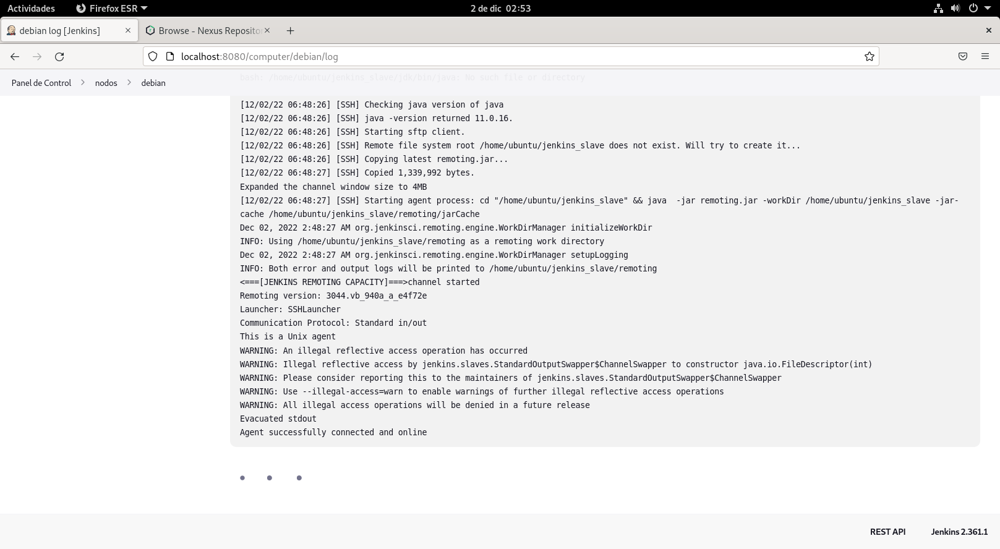 Actividades Firefox ESR 2 de dic 02:53
debian log [Jenkins] Browse - Nexus Repositor
localhost:8080/computer/debian/log
bash: /home/ubuntu/jenkins_slave/jdk/bin/java: No such file or directory
Panel de Control nodos debian
[12/02/22 06:48:26] [SSH] Checking java version of java
[12/02/22 06:48:26] [SSH] java -version returned 11.0.16.
[12/02/22 06:48:26] [SSH] Starting sftp client.
[12/02/22 06:48:26] [SSH] Remote file system root /home/ubuntu/jenkins_slave does not exist. Will try to create it...
[12/02/22 06:48:26] [SSH] Copying latest remoting.jar...
[12/02/22 06:48:27] [SSH] Copied 1,339,992 bytes.
Expanded the channel window size to 4MB
[12/02/22 06:48:27] [SSH] Starting agent process: cd "/home/ubuntu/jenkins_slave" && java  -jar remoting.jar -workDir /home/ubuntu/jenkins_slave -jar-
cache /home/ubuntu/jenkins_slave/remoting/jarCache
Dec 02, 2022 2:48:27 AM org.jenkinsci.remoting.engine.WorkDirManager initializeWorkDir
INFO: Using /home/ubuntu/jenkins_slave/remoting as a remoting work directory
Dec 02, 2022 2:48:27 AM org.jenkinsci.remoting.engine.WorkDirManager setupLogging
INFO: Both error and output logs will be printed to /home/ubuntu/jenkins_slave/remoting
<===[JENKINS REMOTING CAPACITY]===>channel started
Remoting version: 3044.vb_940a_a_e4f72e
Launcher: SSHLauncher
Communication Protocol: Standard in/out
This is a Unix agent
WARNING: An illegal reflective access operation has occurred
WARNING: Illegal reflective access by jenkins.slaves.StandardOutputSwapper$ChannelSwapper to constructor java.io.FileDescriptor(int)
WARNING: Please consider reporting this to the maintainers of jenkins.slaves.StandardOutputSwapper$ChannelSwapper
WARNING: Use --illegal-access=warn to enable warnings of further illegal reflective access operations
WARNING: All illegal access operations will be denied in a future release
Evacuated stdout
Agent successfully connected and online
REST API Jenkins 2.361.1